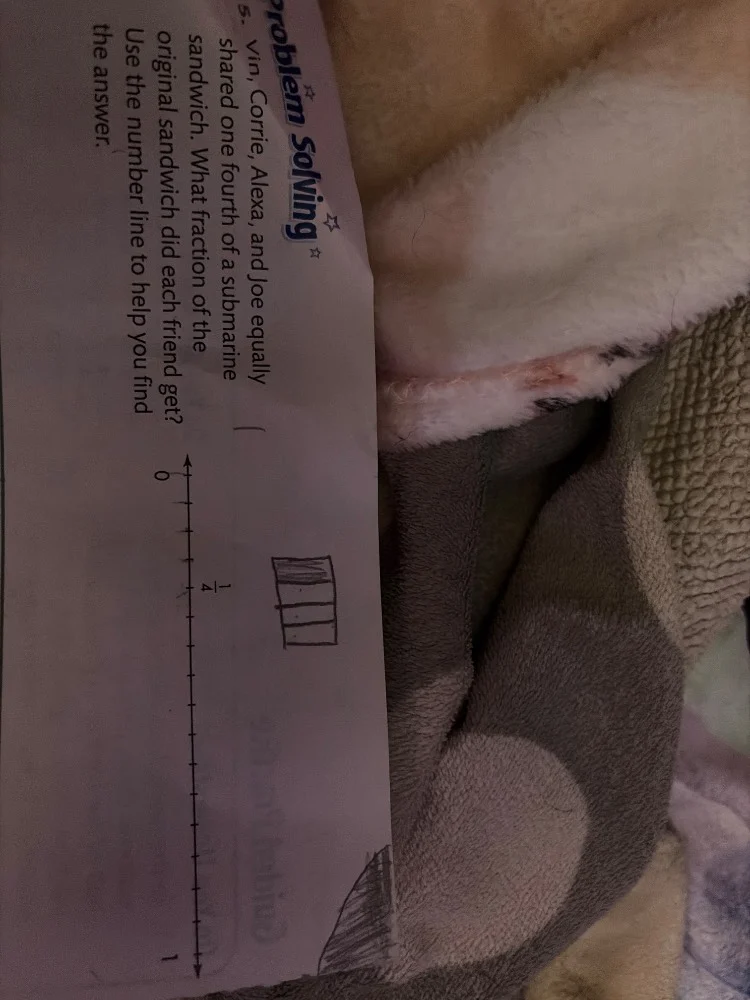 Problem Solving
5. Vin, Corrie, Alexa, and Joe equally
shared one fourth of a submarine
sandwich. What fraction of the
original sandwich did each friend get?
Use the number line to help you find
the answer.
1/4
0 1